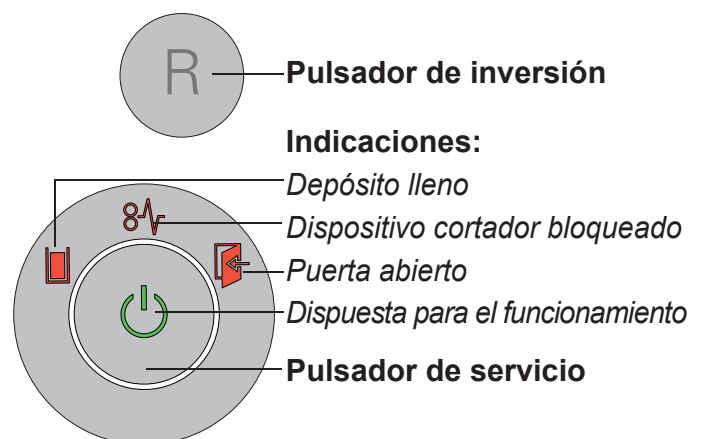 R
Pulsador de inversión
Indicaciones:
Depósito lleno
Dispositivo cortador bloqueado
Puerta abierto
Dispuesta para el funcionamiento
Pulsador de servicio